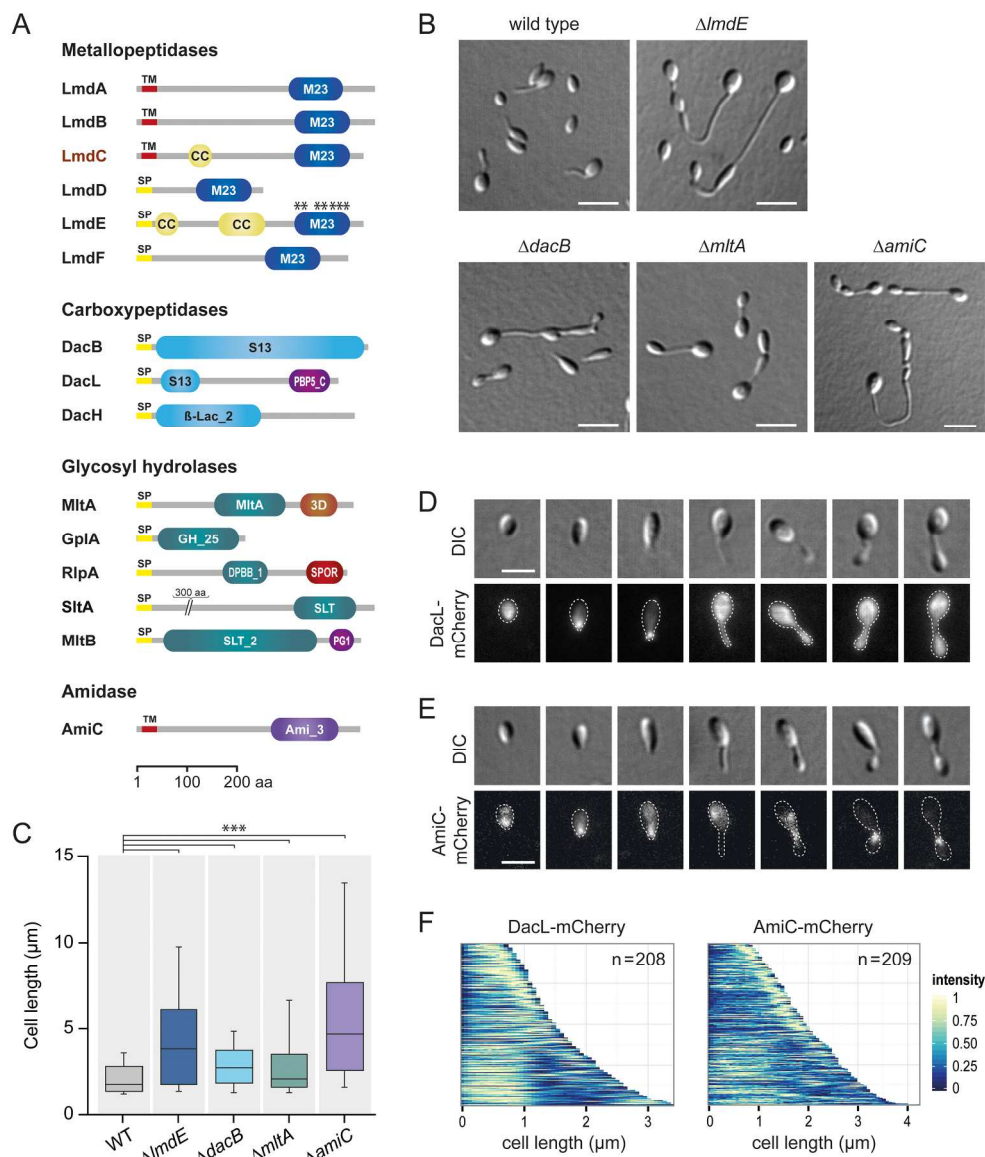 A
Metallopeptidases
TM
LmdA
M23
TM
LmdB
M23
TM
LmdC
CC
M23
SP
LmdD
M23
SP
** ** ***
LmdE
CC
CC
M23
SP
LmdF
M23
Carboxypeptidases
SP
DacB
S13
SP
DacL
S13
PBP5_C
SP
DacH
ß-Lac_2
Glycosyl hydrolases
SP
MltA
MltA
3D
SP
GplA
GH_25
SP
RlpA
DPBB_1
SPOR
SP
300 aa
SltA
SLT
SP
MltB
SLT_2
PG1
Amidase
TM
AmiC
Ami_3
1 100 200 aa
B
wild type
ΔlmdE
ΔdacB
ΔmltA
ΔamiC
C
***
Cell length (µm)
15
10
5
0
WT
ΔlmdE
ΔdacB
ΔmltA
ΔamiC
D
DIC
DacL-
mCherry
E
DIC
AmiC-
mCherry
F
DacL-mCherry
n=208
0 1 2 3
cell length (µm)
AmiC-mCherry
n=209
0 1 2 3 4
cell length (µm)
intensity
1
0.75
0.5
0.25
0